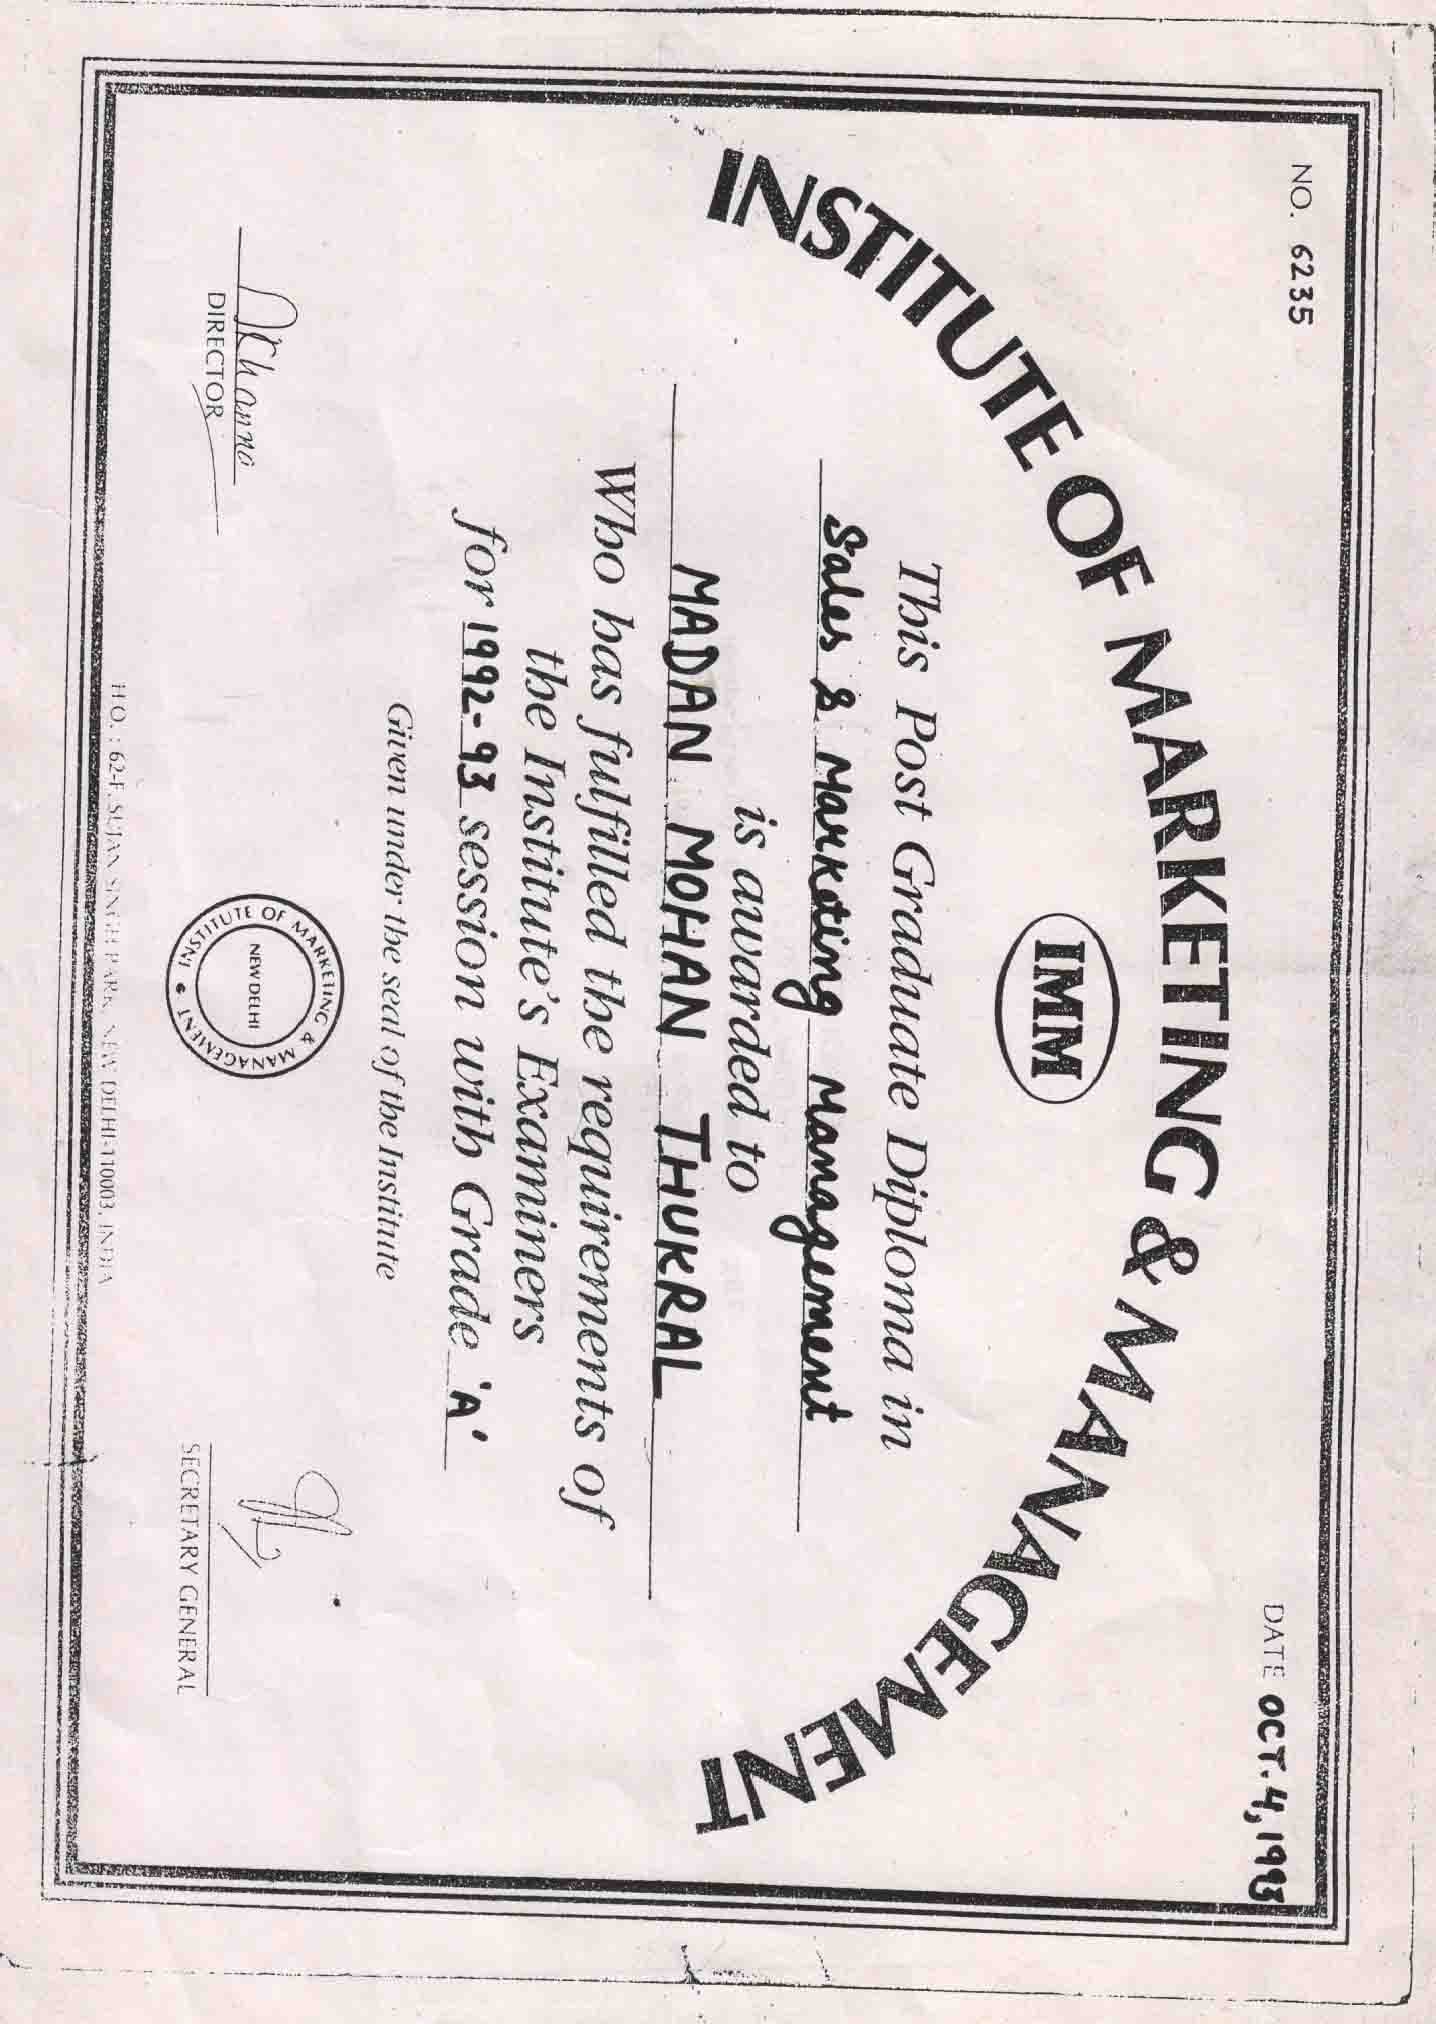 NO. 6235
DATE OCT. 4, 1993
INSTITUTE OF MARKETING & MANAGEMENT
IMM
This Post Graduate Diploma in
Sales & Marketing Management
is awarded to
MADAN MOHAN THUKRAL
Who has fulfilled the requirements of
the Institute's Examiners
for 1992-93 session with Grade 'A'
Given under the seal of the Institute
INSTITUTE OF MARKETING & MANAGEMENT
NEW DELHI
DIRECTOR
SECRETARY GENERAL
H.O. : 62-F, SUJAN SINGH PARK, NEW DELHI-110003. INDIA